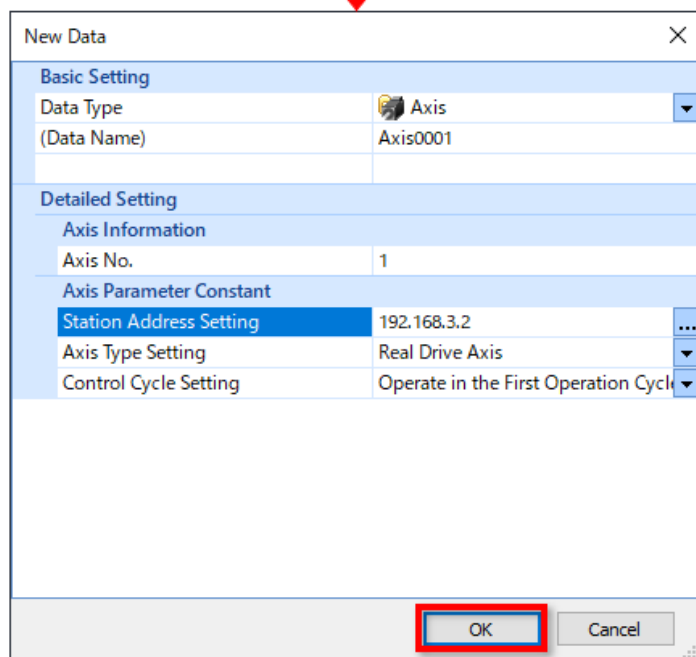 New Data
Basic Setting
Data Type Axis
(Data Name) Axis0001
Detailed Setting
Axis Information
Axis No. 1
Axis Parameter Constant
Station Address Setting 192.168.3.2 ...
Axis Type Setting Real Drive Axis
Control Cycle Setting Operate in the First Operation Cycle
OK Cancel